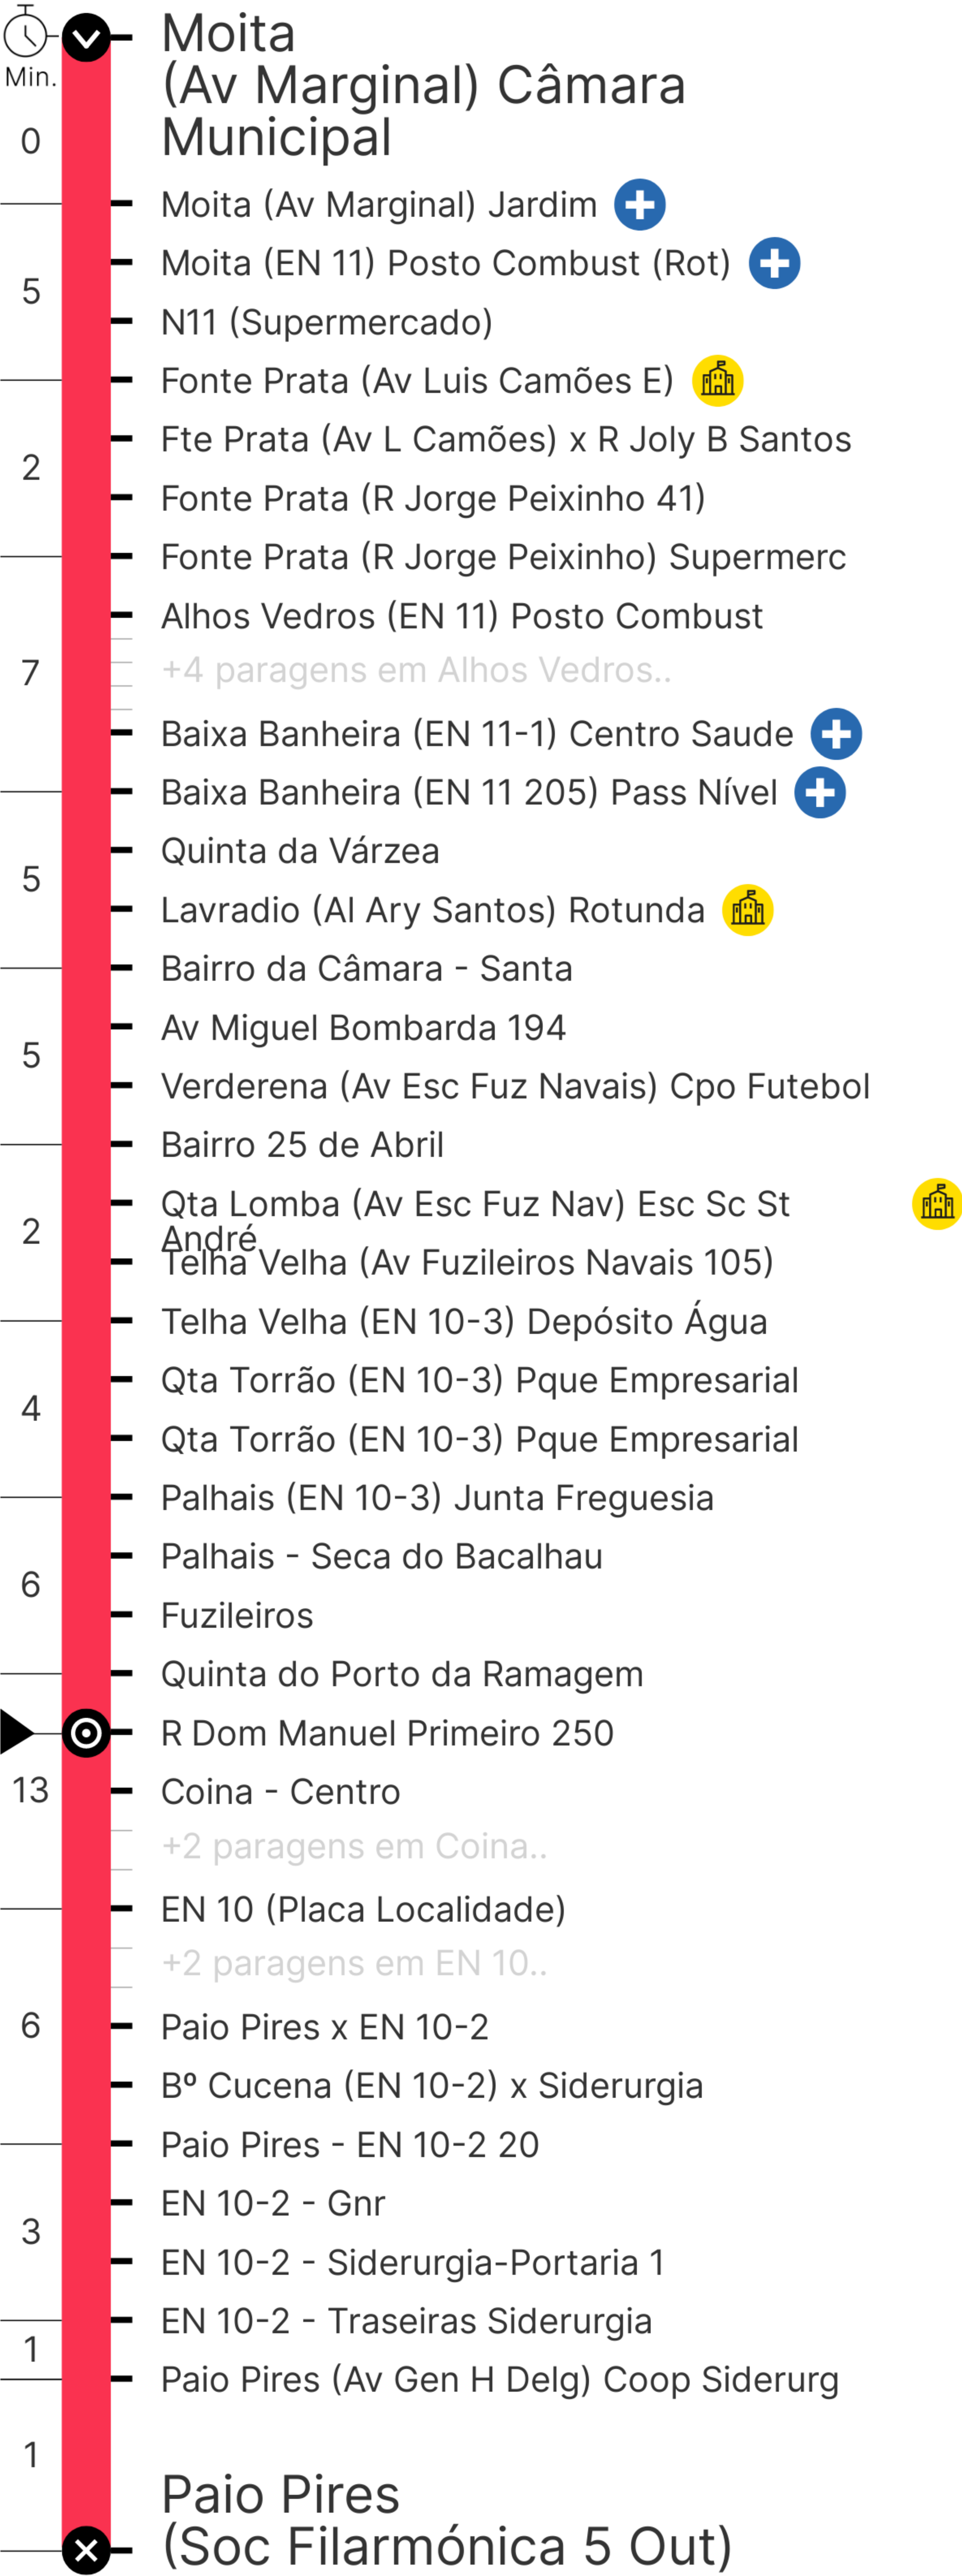 Moita
Min.
(Av Marginal) Câmara
Municipal
0
Moita (Av Marginal) Jardim
Moita (EN 11) Posto Combust (Rot)
5
N11 (Supermercado)
Fonte Prata (Av Luis Camões E)
Fte Prata (Av L Camões) x R Joly B Santos
2
Fonte Prata (R Jorge Peixinho 41)
Fonte Prata (R Jorge Peixinho) Supermerc
Alhos Vedros (EN 11) Posto Combust
7
+4 paragens em Alhos Vedros..
Baixa Banheira (EN 11-1) Centro Saude
Baixa Banheira (EN 11 205) Pass Nível
Quinta da Várzea
5
Lavradio (Al Ary Santos) Rotunda
Bairro da Câmara - Santa
Av Miguel Bombarda 194
5
Verderena (Av Esc Fuz Navais) Cpo Futebol
Bairro 25 de Abril
Qta Lomba (Av Esc Fuz Nav) Esc Sc St
André
2
Telha Velha (Av Fuzileiros Navais 105)
Telha Velha (EN 10-3) Depósito Água
Qta Torrão (EN 10-3) Pque Empresarial
4
Qta Torrão (EN 10-3) Pque Empresarial
Palhais (EN 10-3) Junta Freguesia
Palhais - Seca do Bacalhau
6
Fuzileiros
Quinta do Porto da Ramagem
R Dom Manuel Primeiro 250
13
Coina - Centro
+2 paragens em Coina..
EN 10 (Placa Localidade)
+2 paragens em EN 10..
6
Paio Pires x EN 10-2
Bº Cucena (EN 10-2) x Siderurgia
Paio Pires - EN 10-2 20
EN 10-2 - Gnr
3
EN 10-2 - Siderurgia-Portaria 1
EN 10-2 - Traseiras Siderurgia
1
Paio Pires (Av Gen H Delg) Coop Siderurg
1
Paio Pires
(Soc Filarmónica 5 Out)